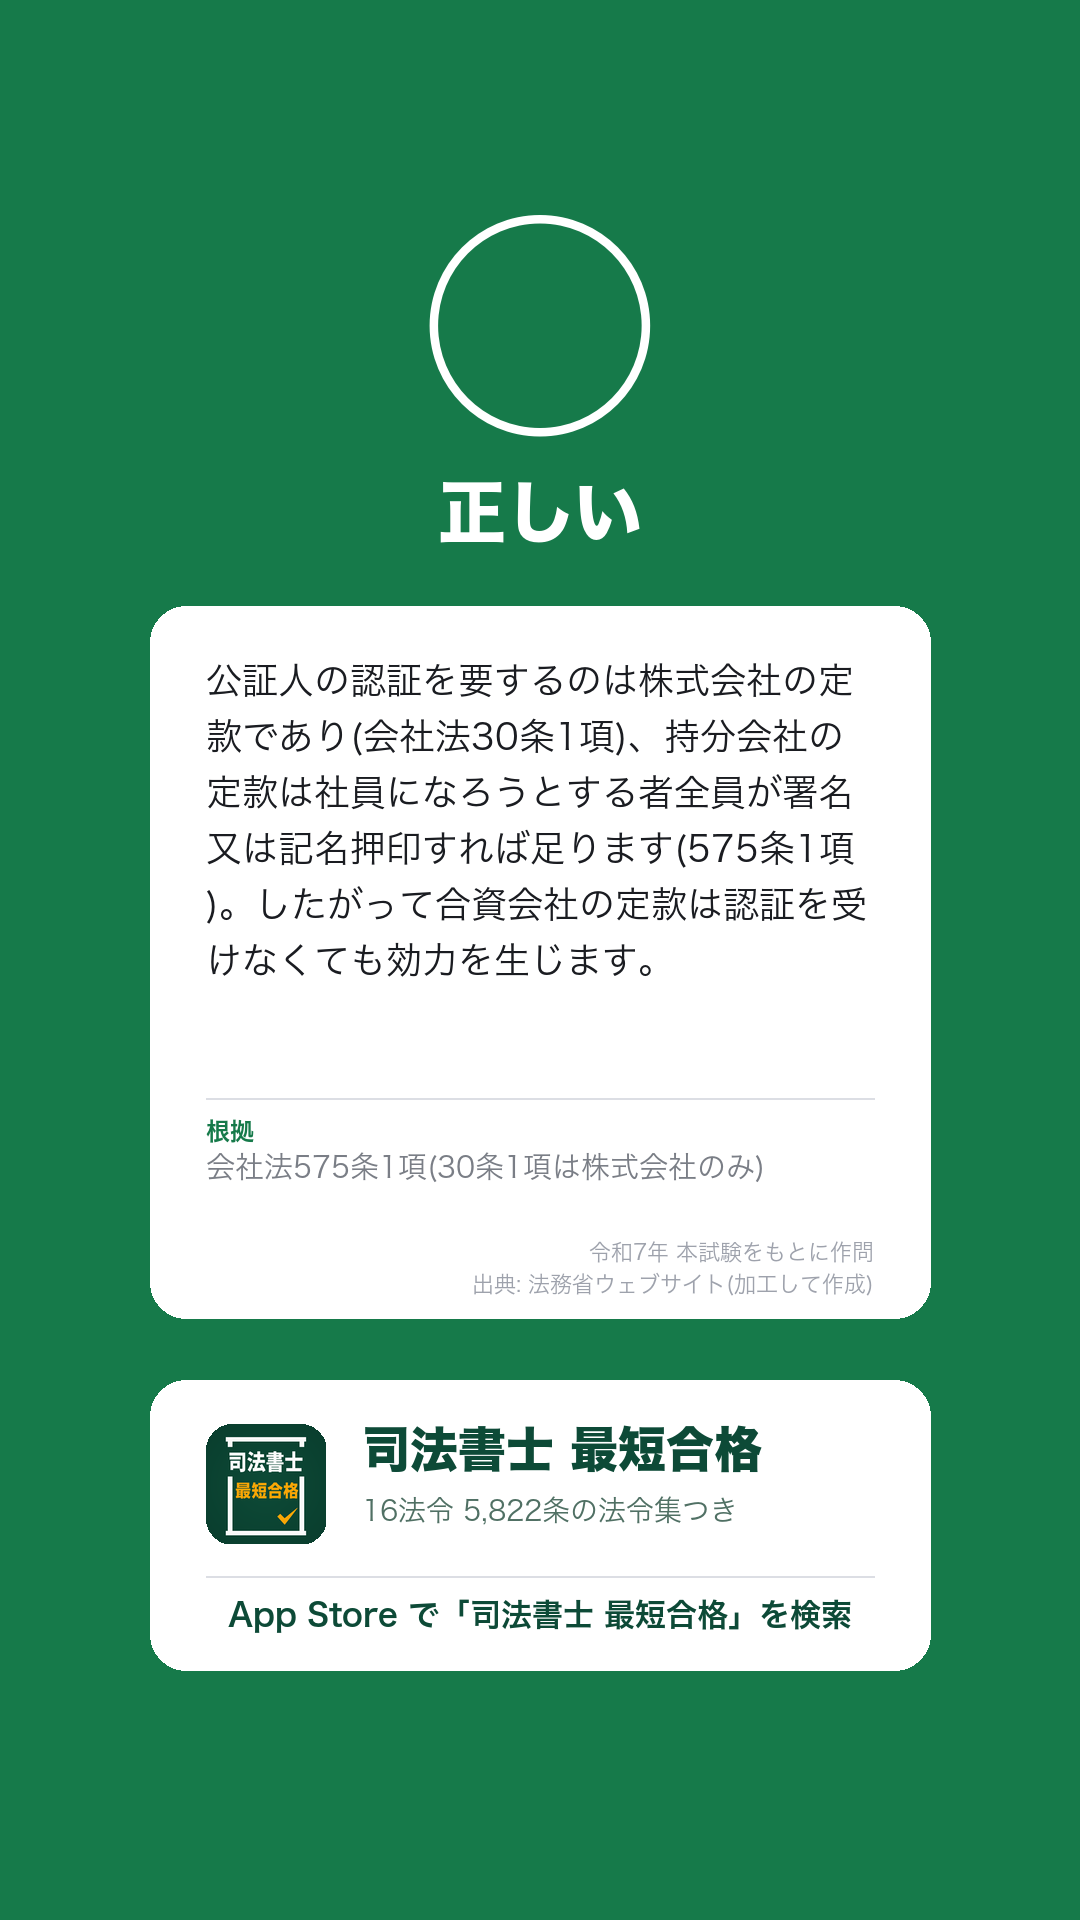 正しい
公証人の認証を要するのは株式会社の定
款であり(会社法30条1項)、持分会社の
定款は社員になろうとする者全員が署名
又は記名押印すれば足ります(575条1項
)。したがって合資会社の定款は認証を受
けなくても効力を生じます。
根拠
会社法575条1項(30条1項は株式会社のみ)
令和7年 本試験をもとに作問
出典: 法務省ウェブサイト(加工して作成)
司法書士
最短合格
司法書士 最短合格
16法令 5,822条の法令集つき
App Store で「司法書士 最短合格」を検索